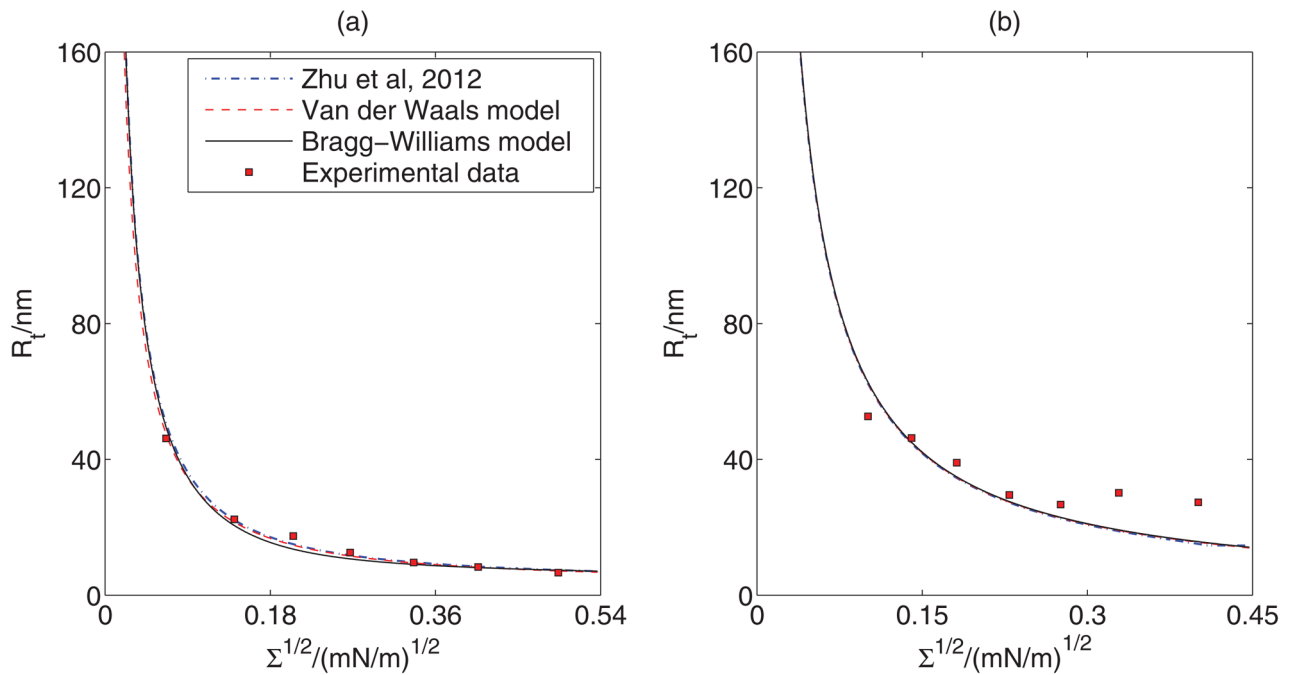 (a)
160
120
80
40
0
R_t/nm
0 0.18 0.36 0.54
Σ^{1/2}/(mN/m)^{1/2}
Zhu et al, 2012
Van der Waals model
Bragg−Williams model
Experimental data
(b)
160
120
80
40
0
R_t/nm
0 0.15 0.3 0.45
Σ^{1/2}/(mN/m)^{1/2}